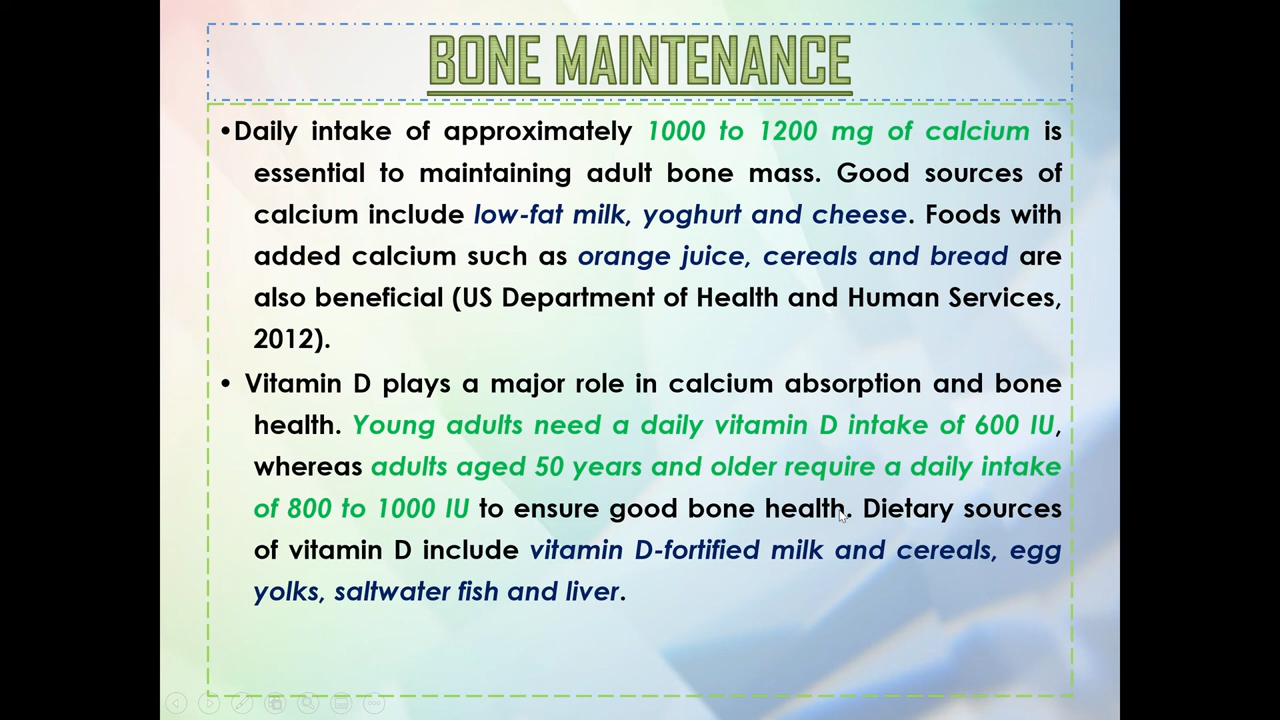 BONE MAINTENANCE
•Daily intake of approximately 1000 to 1200 mg of calcium is
essential to maintaining adult bone mass. Good sources of
calcium include low-fat milk, yoghurt and cheese. Foods with
added calcium such as orange juice, cereals and bread are
also beneficial (US Department of Health and Human Services,
2012).
• Vitamin D plays a major role in calcium absorption and bone
health. Young adults need a daily vitamin D intake of 600 IU,
whereas adults aged 50 years and older require a daily intake
of 800 to 1000 IU to ensure good bone health. Dietary sources
of vitamin D include vitamin D-fortified milk and cereals, egg
yolks, saltwater fish and liver.